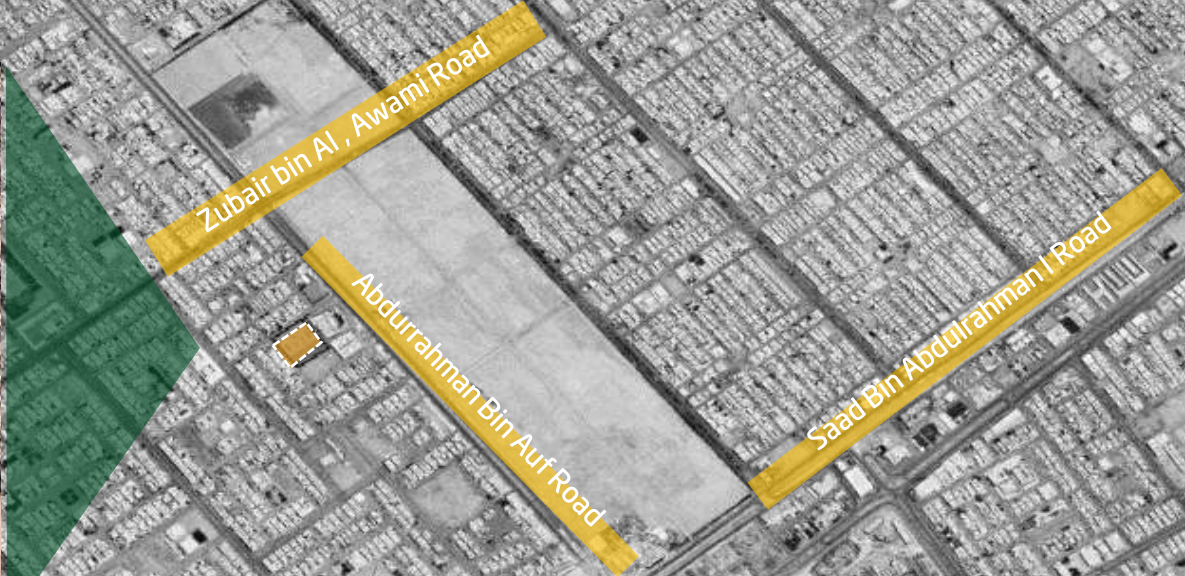 Zubair bin Al , Awami Road
Abdurrahman Bin Auf Road
Saad Bin Abdulrahman I Road